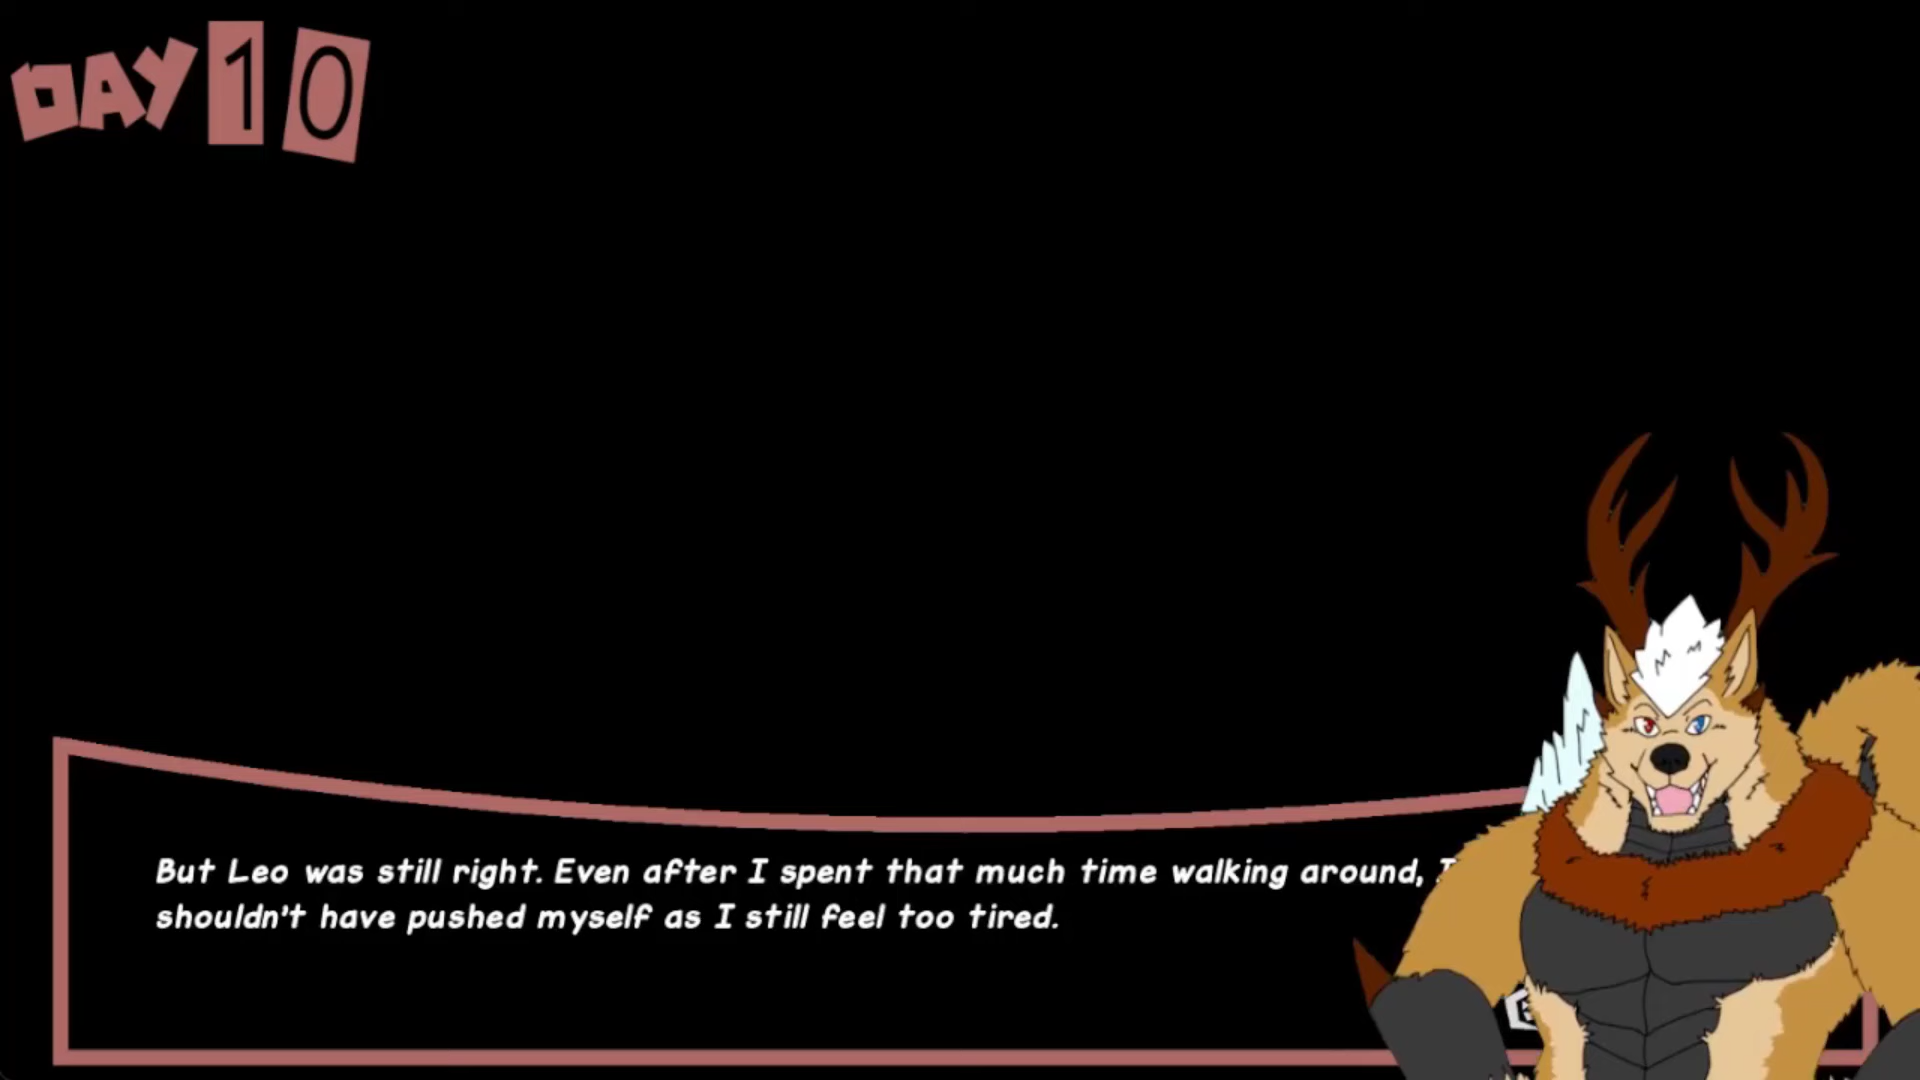 DAY 10
But Leo was still right. Even after I spent that much time walking around, I
shouldn't have pushed myself as I still feel too tired.